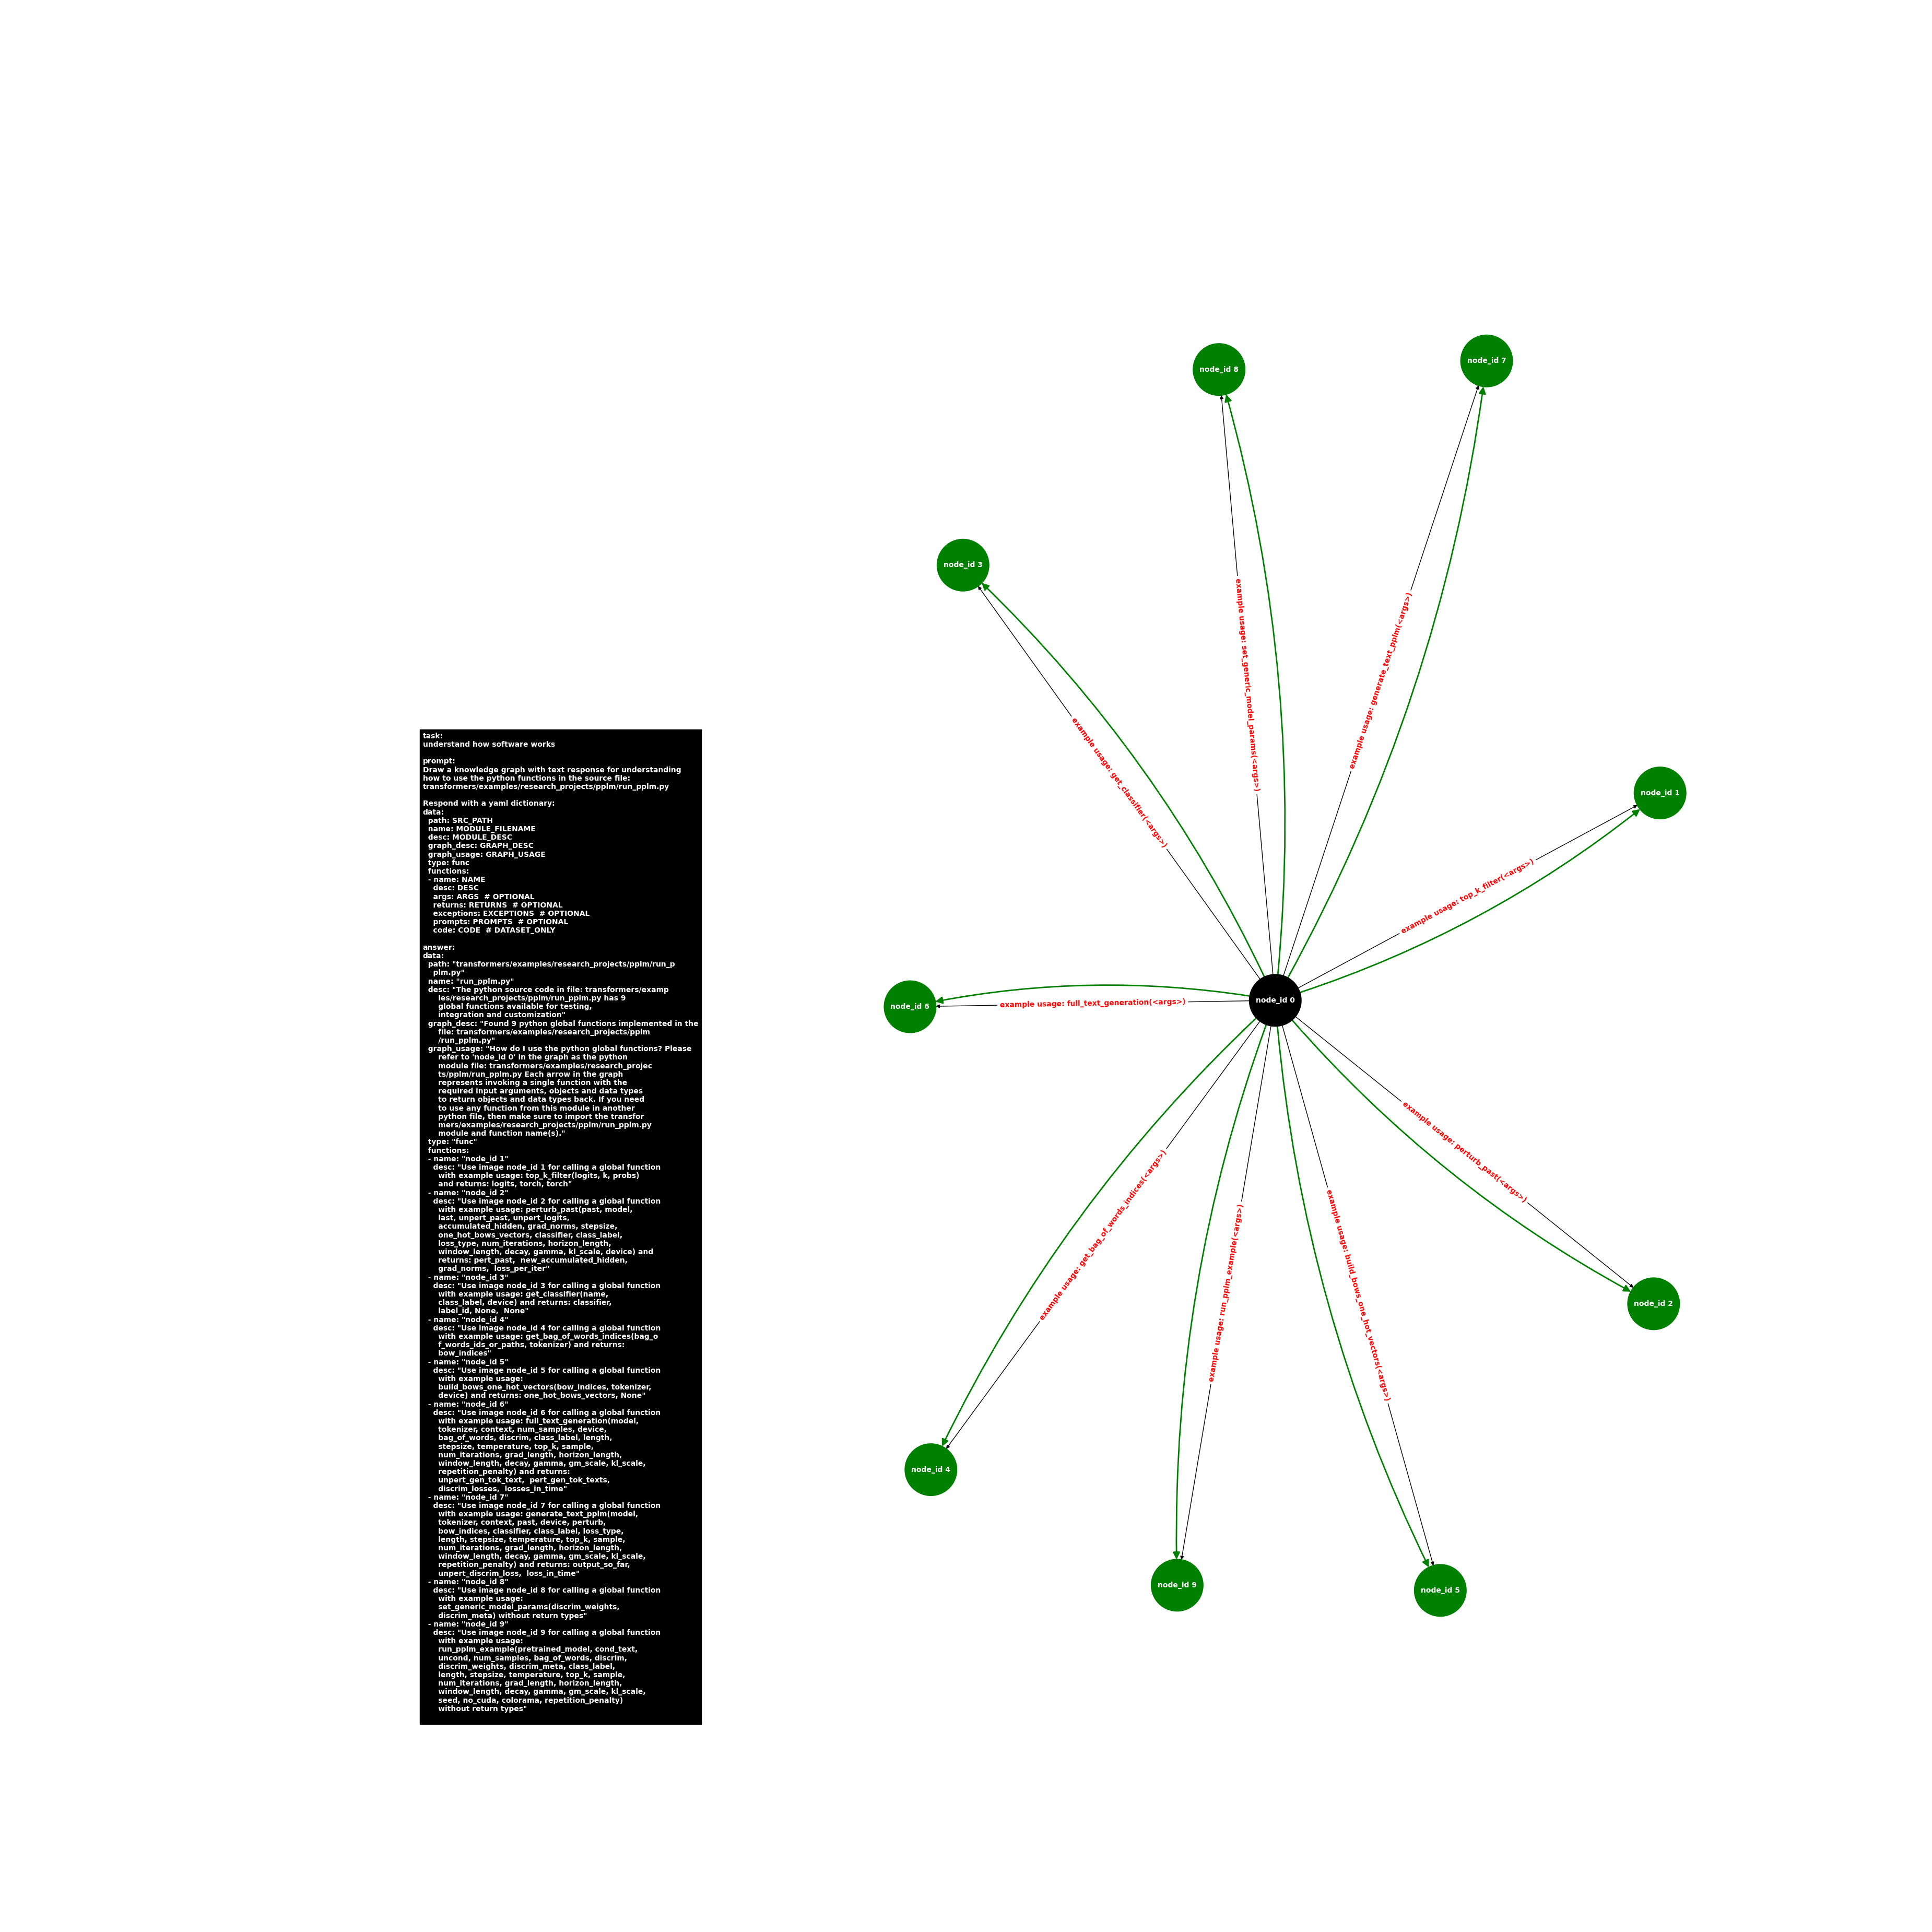 task:
understand how software works

prompt:
Draw a knowledge graph with text response for understanding
how to use the python functions in the source file:
transformers/examples/research_projects/pplm/run_pplm.py

Respond with a yaml dictionary:
data:
  path: SRC_PATH
  name: MODULE_FILENAME
  desc: MODULE_DESC
  graph_desc: GRAPH_DESC
  graph_usage: GRAPH_USAGE
  type: func
  functions:
  - name: NAME
    desc: DESC
    args: ARGS  # OPTIONAL
    returns: RETURNS  # OPTIONAL
    exceptions: EXCEPTIONS  # OPTIONAL
    prompts: PROMPTS  # OPTIONAL
    code: CODE  # DATASET_ONLY

answer:
data:
  path: "transformers/examples/research_projects/pplm/run_p
    plm.py"
  name: "run_pplm.py"
  desc: "The python source code in file: transformers/examp
      les/research_projects/pplm/run_pplm.py has 9
      global functions available for testing,
      integration and customization"
  graph_desc: "Found 9 python global functions implemented in the
      file: transformers/examples/research_projects/pplm
      /run_pplm.py"
  graph_usage: "How do I use the python global functions? Please
      refer to 'node_id 0' in the graph as the python
      module file: transformers/examples/research_projec
      ts/pplm/run_pplm.py Each arrow in the graph
      represents invoking a single function with the
      required input arguments, objects and data types
      to return objects and data types back. If you need
      to use any function from this module in another
      python file, then make sure to import the transfor
      mers/examples/research_projects/pplm/run_pplm.py
      module and function name(s)."
  type: "func"
  functions:
  - name: "node_id 1"
    desc: "Use image node_id 1 for calling a global function
      with example usage: top_k_filter(logits, k, probs)
      and returns: logits, torch, torch"
  - name: "node_id 2"
    desc: "Use image node_id 2 for calling a global function
      with example usage: perturb_past(past, model,
      last, unpert_past, unpert_logits,
      accumulated_hidden, grad_norms, stepsize,
      one_hot_bows_vectors, classifier, class_label,
      loss_type, num_iterations, horizon_length,
      window_length, decay, gamma, kl_scale, device) and
      returns: pert_past,  new_accumulated_hidden,
      grad_norms,  loss_per_iter"
  - name: "node_id 3"
    desc: "Use image node_id 3 for calling a global function
      with example usage: get_classifier(name,
      class_label, device) and returns: classifier,
      label_id, None,  None"
  - name: "node_id 4"
    desc: "Use image node_id 4 for calling a global function
      with example usage: get_bag_of_words_indices(bag_o
      f_words_ids_or_paths, tokenizer) and returns:
      bow_indices"
  - name: "node_id 5"
    desc: "Use image node_id 5 for calling a global function
      with example usage:
      build_bows_one_hot_vectors(bow_indices, tokenizer,
      device) and returns: one_hot_bows_vectors, None"
  - name: "node_id 6"
    desc: "Use image node_id 6 for calling a global function
      with example usage: full_text_generation(model,
      tokenizer, context, num_samples, device,
      bag_of_words, discrim, class_label, length,
      stepsize, temperature, top_k, sample,
      num_iterations, grad_length, horizon_length,
      window_length, decay, gamma, gm_scale, kl_scale,
      repetition_penalty) and returns:
      unpert_gen_tok_text,  pert_gen_tok_texts,
      discrim_losses,  losses_in_time"
  - name: "node_id 7"
    desc: "Use image node_id 7 for calling a global function
      with example usage: generate_text_pplm(model,
      tokenizer, context, past, device, perturb,
      bow_indices, classifier, class_label, loss_type,
      length, stepsize, temperature, top_k, sample,
      num_iterations, grad_length, horizon_length,
      window_length, decay, gamma, gm_scale, kl_scale,
      repetition_penalty) and returns: output_so_far,
      unpert_discrim_loss,  loss_in_time"
  - name: "node_id 8"
    desc: "Use image node_id 8 for calling a global function
      with example usage:
      set_generic_model_params(discrim_weights,
      discrim_meta) without return types"
  - name: "node_id 9"
    desc: "Use image node_id 9 for calling a global function
      with example usage:
      run_pplm_example(pretrained_model, cond_text,
      uncond, num_samples, bag_of_words, discrim,
      discrim_weights, discrim_meta, class_label,
      length, stepsize, temperature, top_k, sample,
      num_iterations, grad_length, horizon_length,
      window_length, decay, gamma, gm_scale, kl_scale,
      seed, no_cuda, colorama, repetition_penalty)
      without return types"
node_id 7
node_id 8
node_id 3
example usage: set_generic_model_params(<args>)
example usage: generate_text_pplm(<args>)
example usage: get_classifier(<args>)
node_id 1
example usage: top_k_filter(<args>)
node_id 0
node_id 6
example usage: full_text_generation(<args>)
example usage: perturb_past(<args>)
example usage: get_bag_of_words_indices(<args>)
example usage: run_pplm_example(<args>)
example usage: build_bows_one_hot_vectors(<args>)
node_id 2
node_id 4
node_id 9
node_id 5